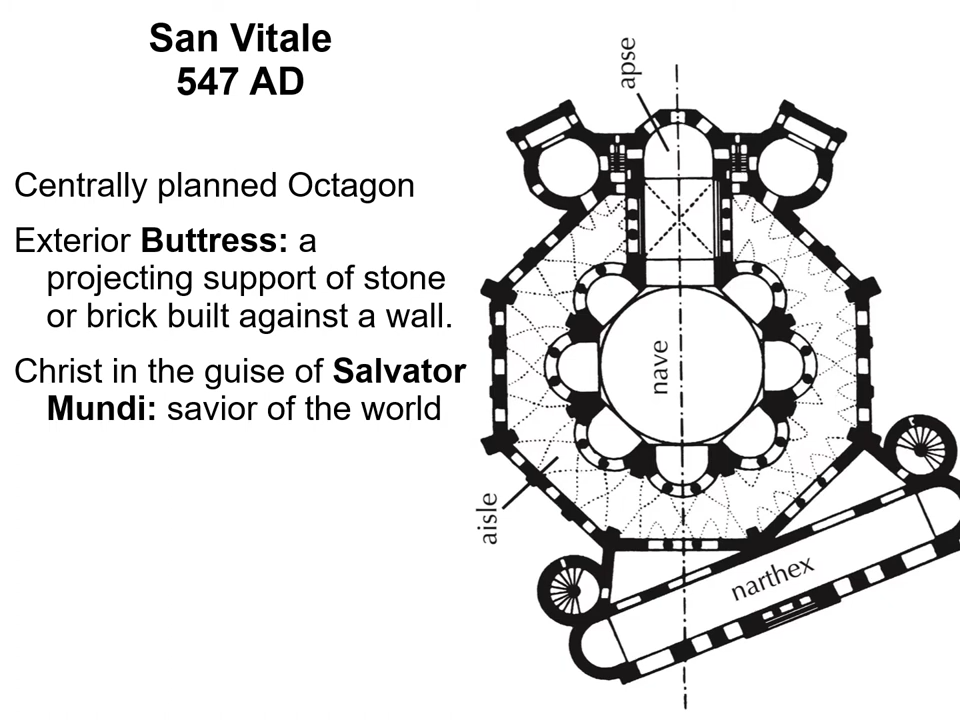 San Vitale
547 AD
Centrally planned Octagon
Exterior Buttress: a
projecting support of stone
or brick built against a wall.
Christ in the guise of Salvator
Mundi: savior of the world
apse
nave
aisle
narthex